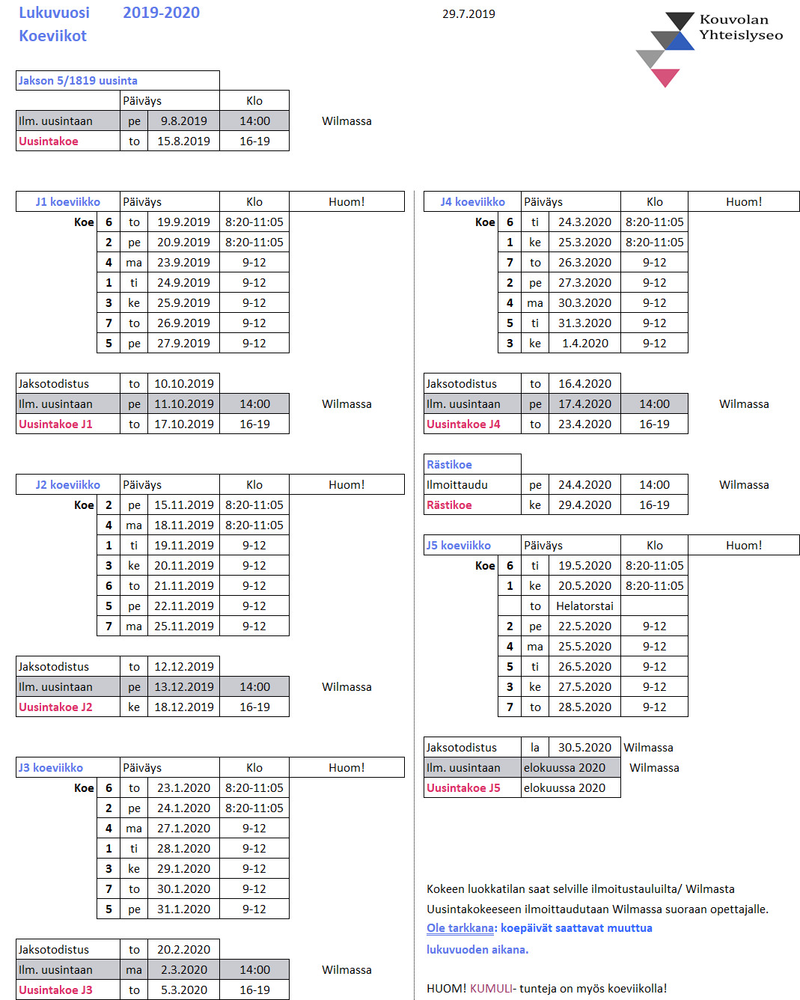 Lukuvuosi 2019-2020 29.7.2019
Koeviikot
Kouvolan
Yhteislyseo
Jakson 5/1819 uusinta
Päiväys Klo
Ilm. uusintaan pe 9.8.2019 14:00 Wilmassa
Uusintakoe to 15.8.2019 16-19
J1 koeviikko Päiväys Klo Huom!
Koe 6 to 19.9.2019 8:20-11:05
2 pe 20.9.2019 8:20-11:05
4 ma 23.9.2019 9-12
1 ti 24.9.2019 9-12
3 ke 25.9.2019 9-12
7 to 26.9.2019 9-12
5 pe 27.9.2019 9-12
Jaksotodistus to 10.10.2019
Ilm. uusintaan pe 11.10.2019 14:00 Wilmassa
Uusintakoe J1 to 17.10.2019 16-19
J2 koeviikko Päiväys Klo Huom!
Koe 2 pe 15.11.2019 8:20-11:05
4 ma 18.11.2019 8:20-11:05
1 ti 19.11.2019 9-12
3 ke 20.11.2019 9-12
6 to 21.11.2019 9-12
5 pe 22.11.2019 9-12
7 ma 25.11.2019 9-12
Jaksotodistus to 12.12.2019
Ilm. uusintaan pe 13.12.2019 14:00 Wilmassa
Uusintakoe J2 ke 18.12.2019 16-19
J3 koeviikko Päiväys Klo Huom!
Koe 6 to 23.1.2020 8:20-11:05
2 pe 24.1.2020 8:20-11:05
4 ma 27.1.2020 9-12
1 ti 28.1.2020 9-12
3 ke 29.1.2020 9-12
7 to 30.1.2020 9-12
5 pe 31.1.2020 9-12
Jaksotodistus to 20.2.2020
Ilm. uusintaan ma 2.3.2020 14:00 Wilmassa
Uusintakoe J3 to 5.3.2020 16-19
J4 koeviikko Päiväys Klo Huom!
Koe 6 ti 24.3.2020 8:20-11:05
1 ke 25.3.2020 8:20-11:05
7 to 26.3.2020 9-12
2 pe 27.3.2020 9-12
4 ma 30.3.2020 9-12
5 ti 31.3.2020 9-12
3 ke 1.4.2020 9-12
Jaksotodistus to 16.4.2020
Ilm. uusintaan pe 17.4.2020 14:00 Wilmassa
Uusintakoe J4 to 23.4.2020 16-19
Rästikoe
Ilmoittaudu pe 24.4.2020 14:00 Wilmassa
Rästikoe ke 29.4.2020 16-19
J5 koeviikko Päiväys Klo Huom!
Koe 6 ti 19.5.2020 8:20-11:05
1 ke 20.5.2020 8:20-11:05
to Helatorstai
2 pe 22.5.2020 9-12
4 ma 25.5.2020 9-12
5 ti 26.5.2020 9-12
3 ke 27.5.2020 9-12
7 to 28.5.2020 9-12
Jaksotodistus la 30.5.2020 Wilmassa
Ilm. uusintaan elokuussa 2020 Wilmassa
Uusintakoe J5 elokuussa 2020
Kokeen luokkatilan saat selville ilmoitustauluilta/ Wilmasta
Uusintakokeeseen ilmoittaudutaan Wilmassa suoraan opettajalle.
Ole tarkkana: koepäivät saattavat muuttua
lukuvuoden aikana.
HUOM! KUMULI- tunteja on myös koeviikolla!